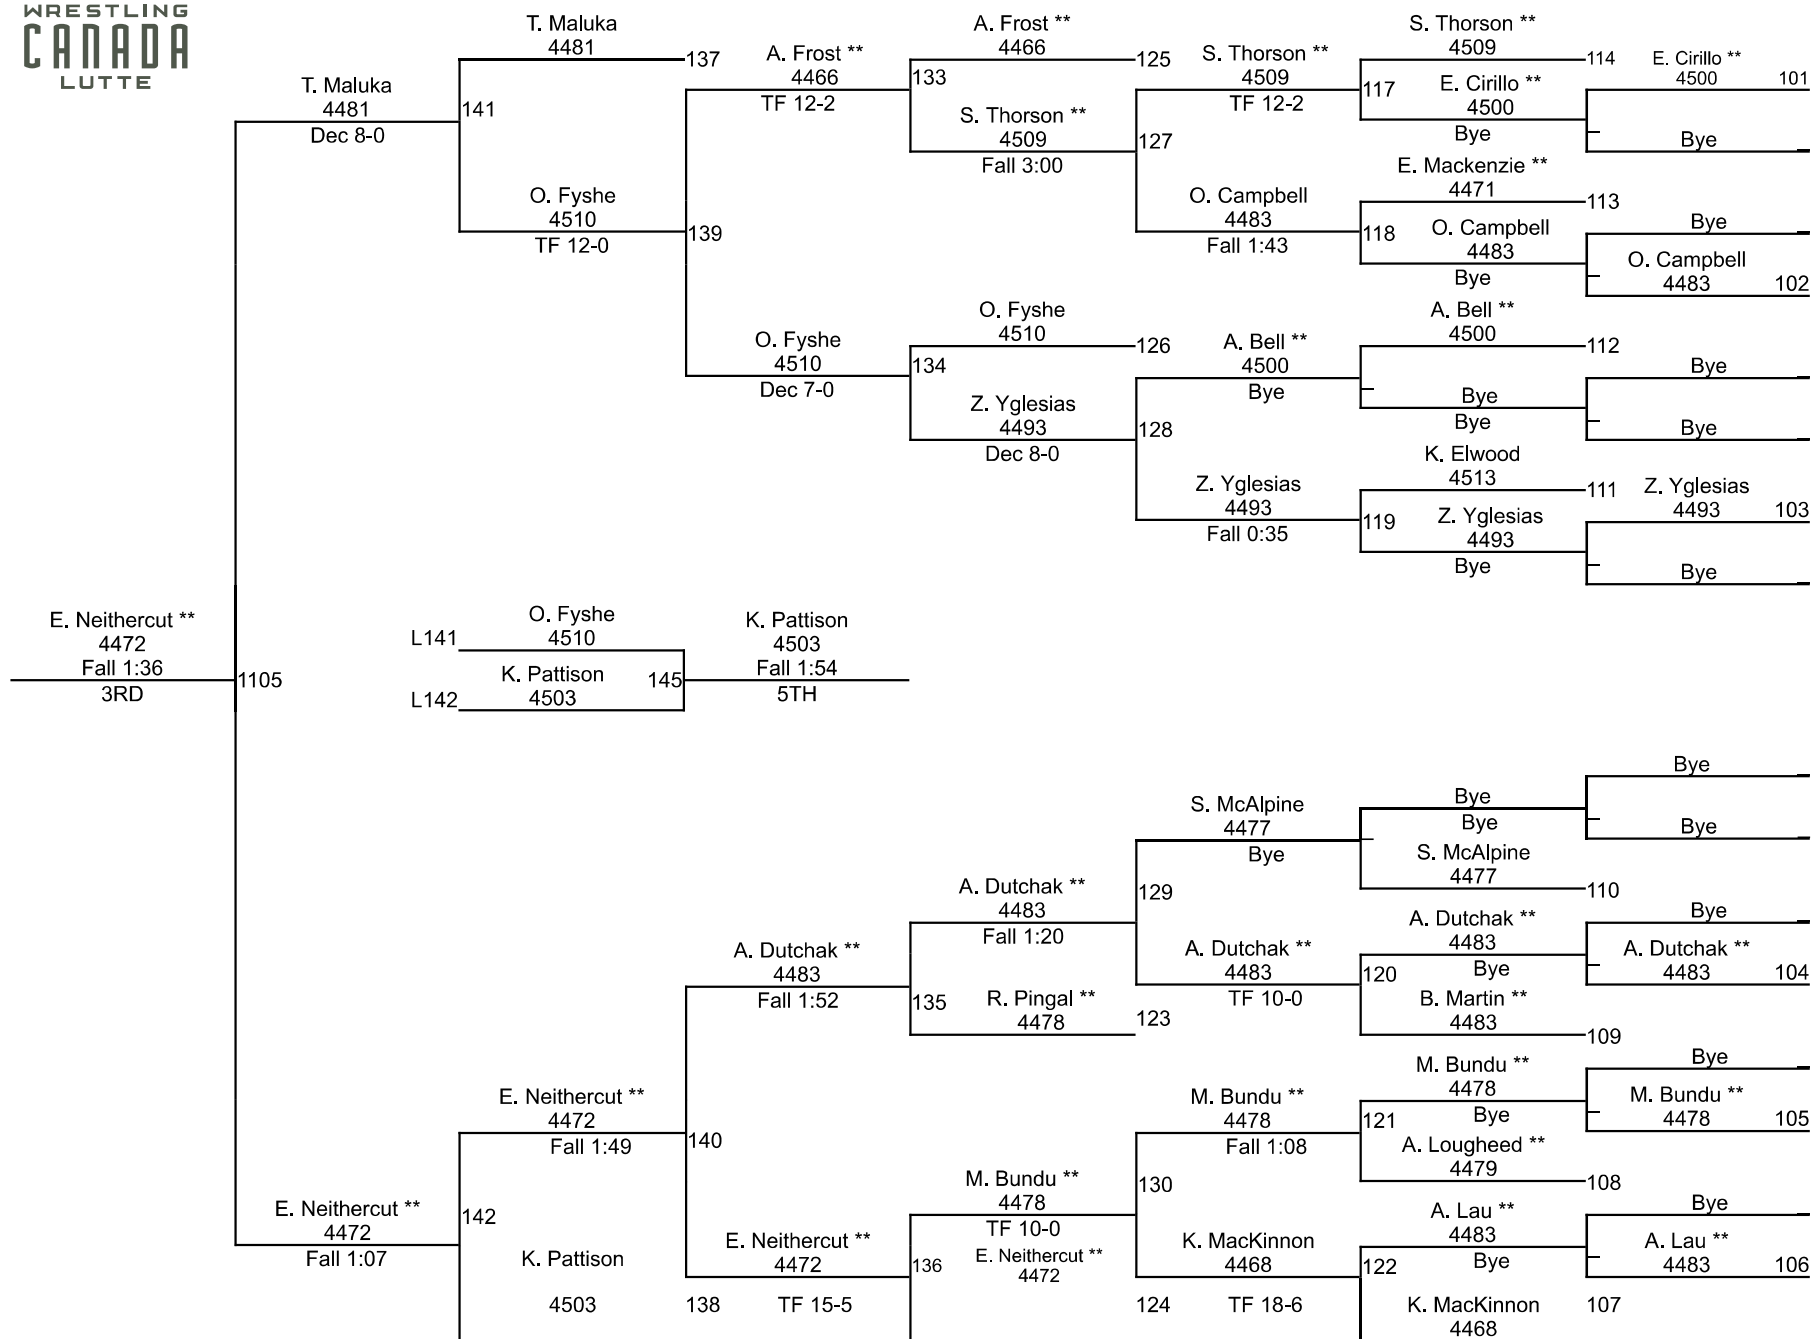 WRESTLING
CANADA
LUTTE
T. Maluka
4481
137
A. Frost **
4466
TF 12-2
A. Frost **
4466
125
133
S. Thorson **
4509
Fall 3:00
S. Thorson **
4509
TF 12-2
S. Thorson **
4509
114
117
E. Cirillo **
4500
Bye
E. Cirillo **
4500
101
Bye
T. Maluka
4481
Dec 8-0
141
127
E. Mackenzie **
4471
113
O. Campbell
4483
Fall 1:43
118
O. Campbell
4483
Bye
Bye
O. Campbell
4483
102
O. Fyshe
4510
TF 12-0
139
O. Fyshe
4510
Dec 7-0
O. Fyshe
4510
126
134
Z. Yglesias
4493
Dec 8-0
A. Bell **
4500
Bye
A. Bell **
4500
112
Bye
Bye
Bye
Bye
128
K. Elwood
4513
111
Z. Yglesias
4493
Fall 0:35
119
Z. Yglesias
4493
Bye
Z. Yglesias
4493
103
Bye
E. Neithercut **
4472
Fall 1:36
3RD
1105
L141
O. Fyshe
4510
L142
K. Pattison
4503
145
K. Pattison
4503
Fall 1:54
5TH
S. McAlpine
4477
Bye
Bye
Bye
Bye
Bye
S. McAlpine
4477
110
A. Dutchak **
4483
Fall 1:20
129
A. Dutchak **
4483
Fall 1:52
A. Dutchak **
4483
TF 10-0
A. Dutchak **
4483
Bye
Bye
A. Dutchak **
4483
104
120
B. Martin **
4483
109
135
R. Pingal **
4478
123
E. Neithercut **
4472
Fall 1:49
140
M. Bundu **
4478
Fall 1:08
M. Bundu **
4478
Bye
Bye
M. Bundu **
4478
105
121
A. Lougheed **
4479
108
M. Bundu **
4478
TF 10-0
130
E. Neithercut **
4472
Fall 1:07
142
K. Pattison
4503
138
E. Neithercut **
4472
TF 15-5
136
E. Neithercut **
4472
124
K. MacKinnon
4468
TF 18-6
A. Lau **
4483
Bye
Bye
A. Lau **
4483
106
122
K. MacKinnon
4468
107